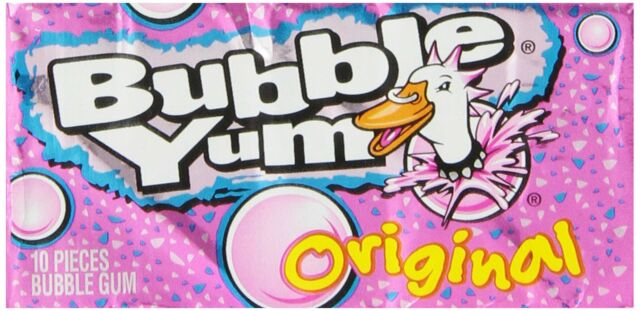 Bubble ®
Yum
®
Original
10 PIECES
BUBBLE GUM